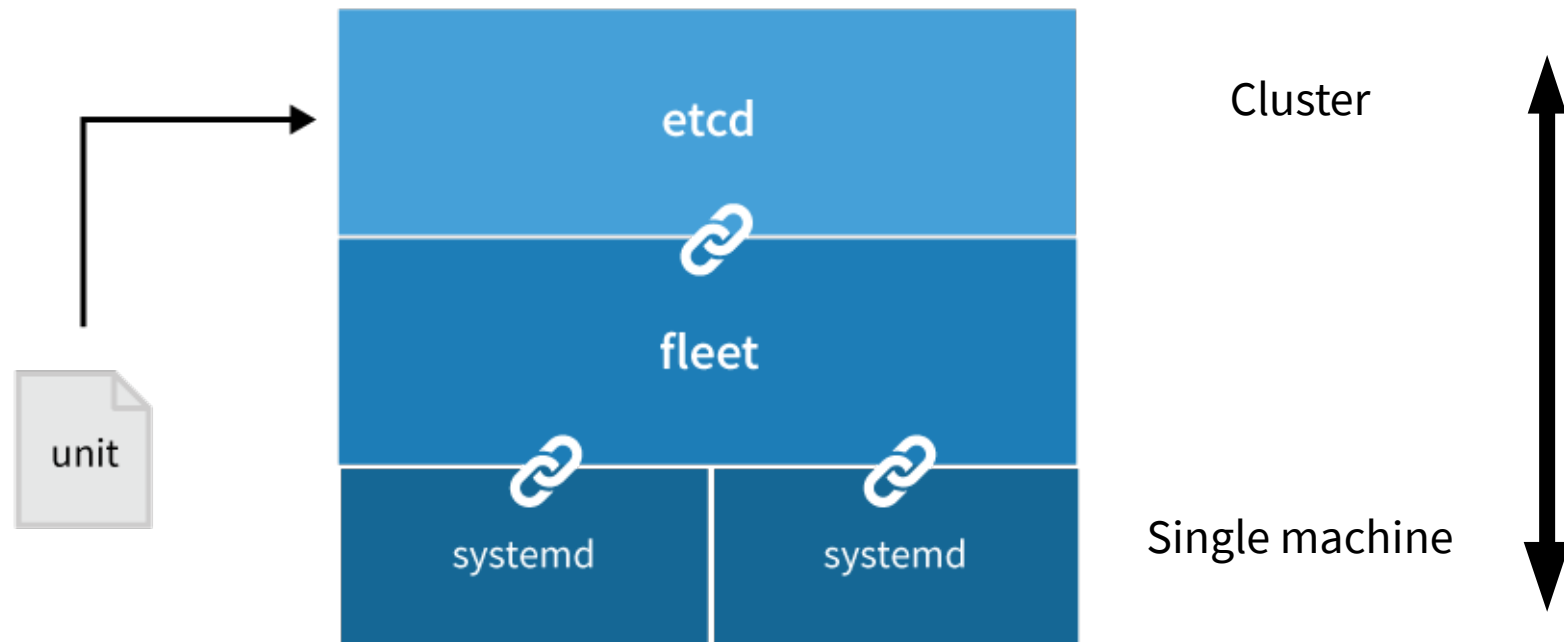 etcd
Cluster
fleet
unit
systemd
systemd
Single machine